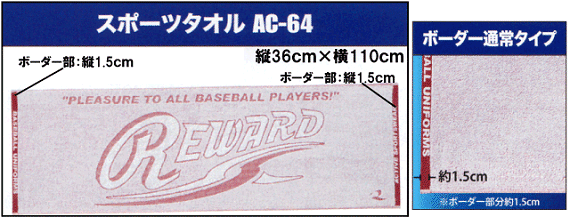 スポーツタオル AC-64
縦36cm×横110cm
ボーダー部：縦1.5cm
ボーダー部：縦1.5cm
"PLEASURE TO ALL BASEBALL PLAYERS!"
REWARD
BASEBALL UNIFORMS
ボーダー通常タイプ
BALL UNIFORMS
約1.5cm
※ボーダー部分約1.5cm